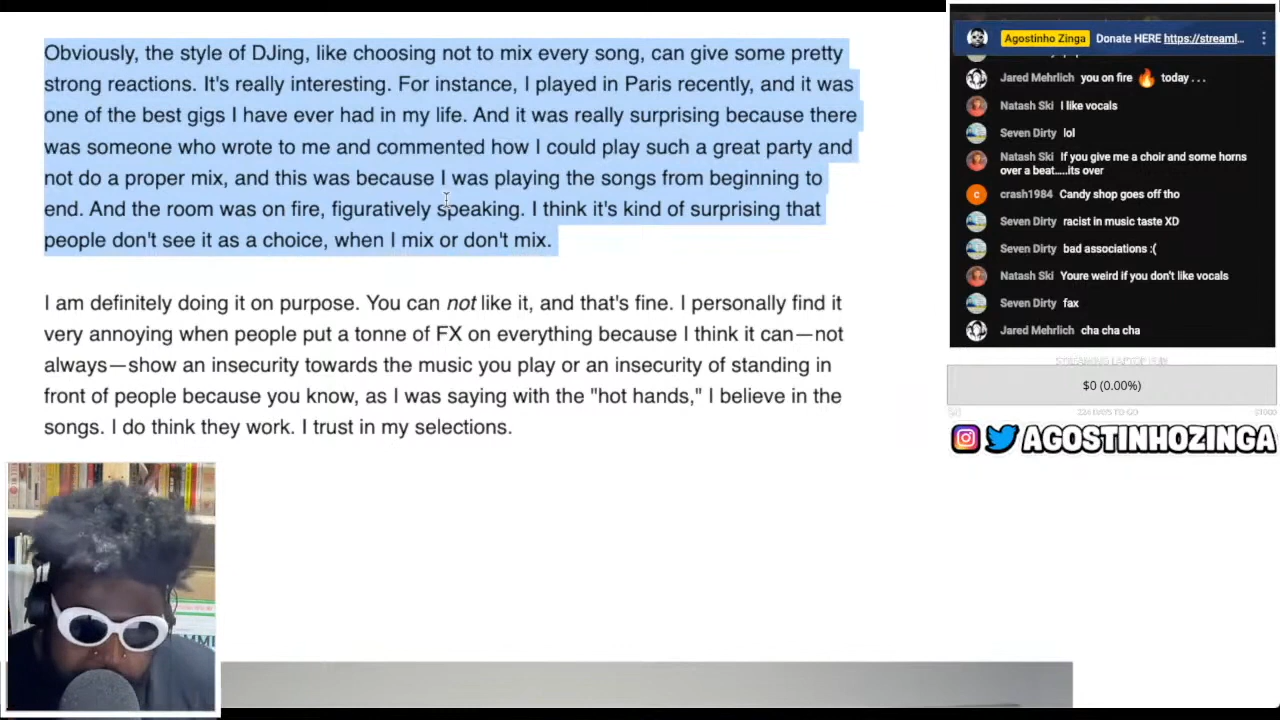 Obviously, the style of DJing, like choosing not to mix every song, can give some pretty
strong reactions. It's really interesting. For instance, I played in Paris recently, and it was
one of the best gigs I have ever had in my life. And it was really surprising because there
was someone who wrote to me and commented how I could play such a great party and
not do a proper mix, and this was because I was playing the songs from beginning to
end. And the room was on fire, figuratively speaking. I think it's kind of surprising that
people don't see it as a choice, when I mix or don't mix.
I am definitely doing it on purpose. You can not like it, and that's fine. I personally find it
very annoying when people put a tonne of FX on everything because I think it can—not
always—show an insecurity towards the music you play or an insecurity of standing in
front of people because you know, as I was saying with the "hot hands," I believe in the
songs. I do think they work. I trust in my selections.
Agostinho Zinga Donate HERE https://streaml...
Jared Mehrlich you on fire 🔥 today . . .
Natash Ski I like vocals
Seven Dirty lol
Natash Ski If you give me a choir and some horns
over a beat.....its over
c crash1984 Candy shop goes off tho
Seven Dirty racist in music taste XD
Seven Dirty bad associations :(
Natash Ski Youre weird if you don't like vocals
Seven Dirty fax
Jared Mehrlich cha cha cha
$0 (0.00%)
AGOSTINHOZINGA